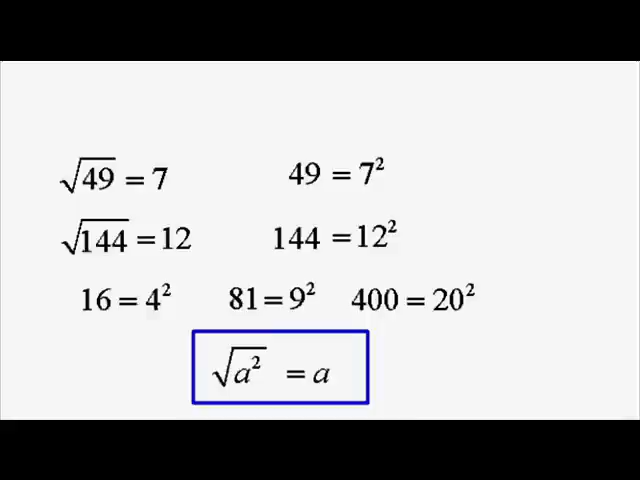 √49 = 7 49 = 7²
√144 = 12 144 = 12²
16 = 4² 81 = 9² 400 = 20²
√a² = a